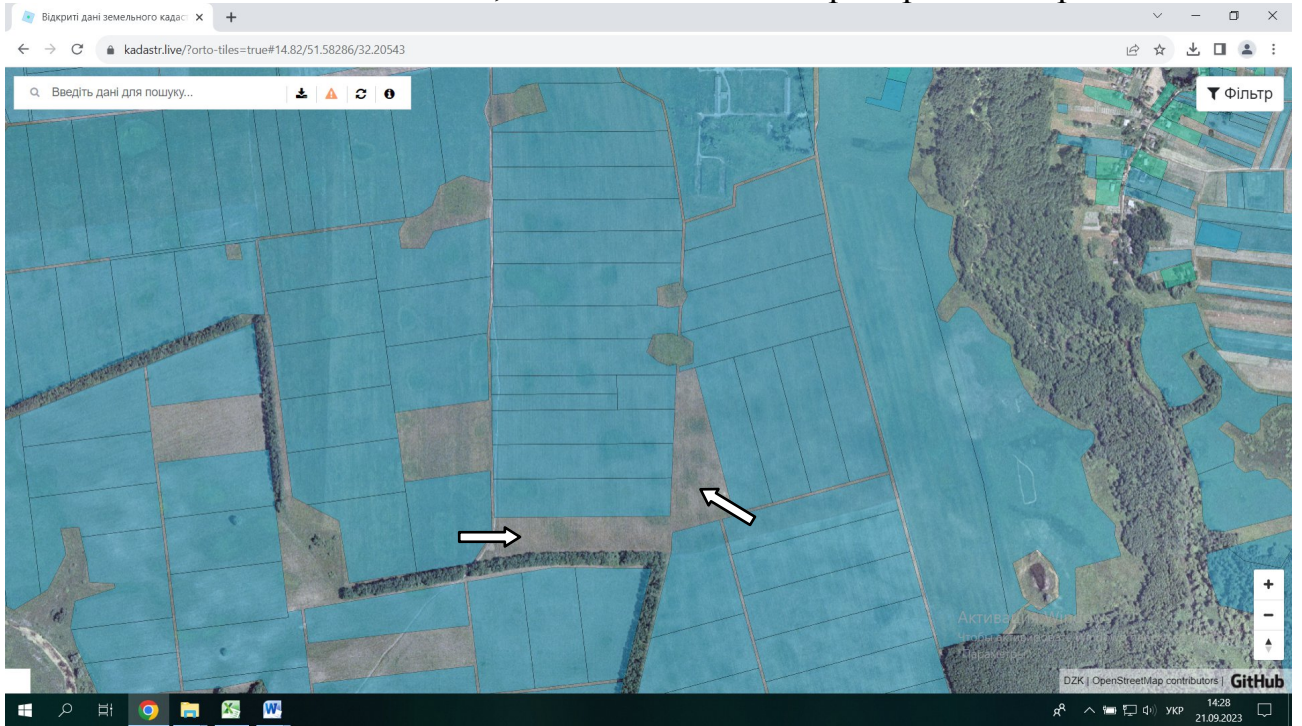 Відкриті дані земельного кадас
kadastr.live/?orto-tiles=true#14.82/51.58286/32.20543
Введіть дані для пошуку...
Фільтр
DZK | OpenStreetMap contributors | GitHub
УКР
14:28
21.09.2023